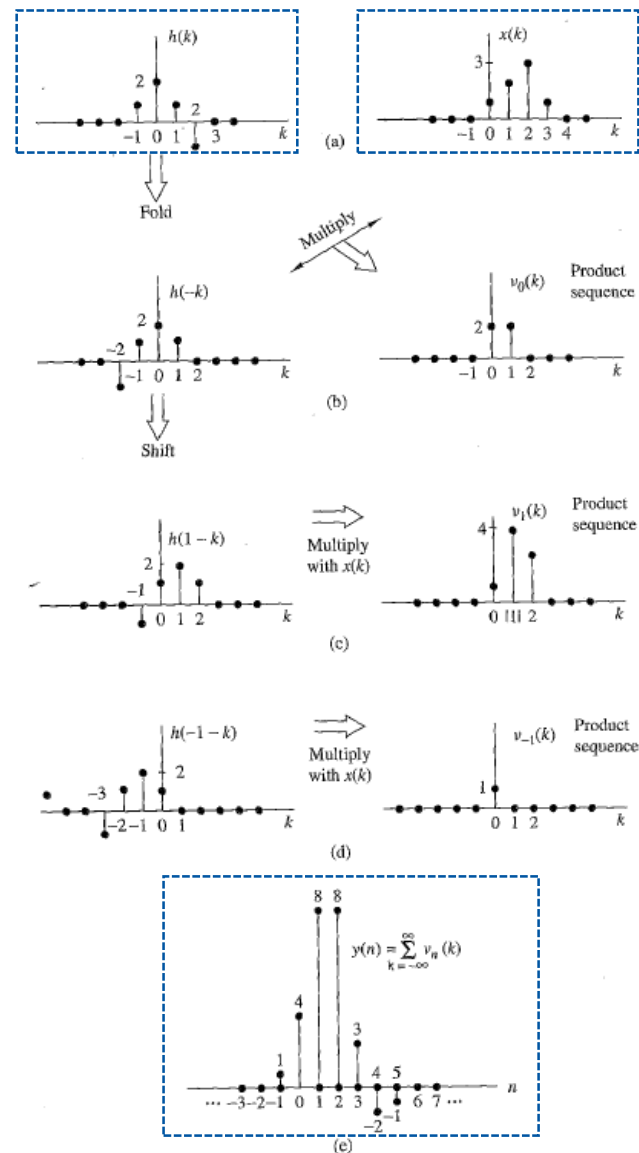 h(k)
2
2
−1 0 1 3 k
x(k)
3
−1 0 1 2 3 4 k
(a)
Fold
Multiply
h(−k)
2
−2
−1 0 1 2 k
v₀(k)
Product
sequence
2
−1 0 1 2 k
(b)
Shift
h(1 − k)
2
−1
0 1 2 k
Multiply
with x(k)
v₁(k)
Product
sequence
4
0 |1| 2 k
(c)
h(−1 − k)
2
−3
−2 −1 0 1 k
Multiply
with x(k)
v₋₁(k)
Product
sequence
1
0 1 2 k
(d)
8 8
y(n) = ∞∑k = −∞ vₙ(k)
4
3
1
4 5
··· −3 −2 −1 0 1 2 3 6 7 ··· n
−1
−2
(e)